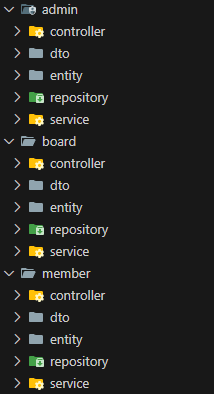 admin
controller
dto
entity
repository
service
board
controller
dto
entity
repository
service
member
controller
dto
entity
repository
service